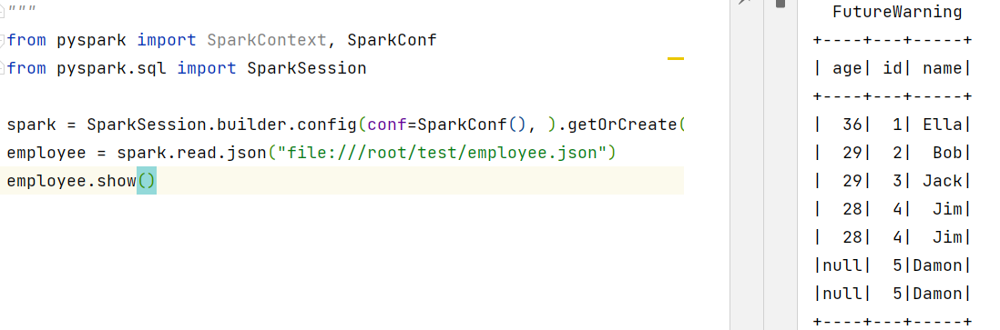 """
from pyspark import SparkContext, SparkConf
from pyspark.sql import SparkSession
spark = SparkSession.builder.config(conf=SparkConf(), ).getOrCreate(
employee = spark.read.json("file:///root/test/employee.json")
employee.show()
FutureWarning
+----+---+-----+
| age| id| name|
+----+---+-----+
|  36|  1| Ella|
|  29|  2|  Bob|
|  29|  3| Jack|
|  28|  4|  Jim|
|  28|  4|  Jim|
|null|  5|Damon|
|null|  5|Damon|
+----+---+-----+